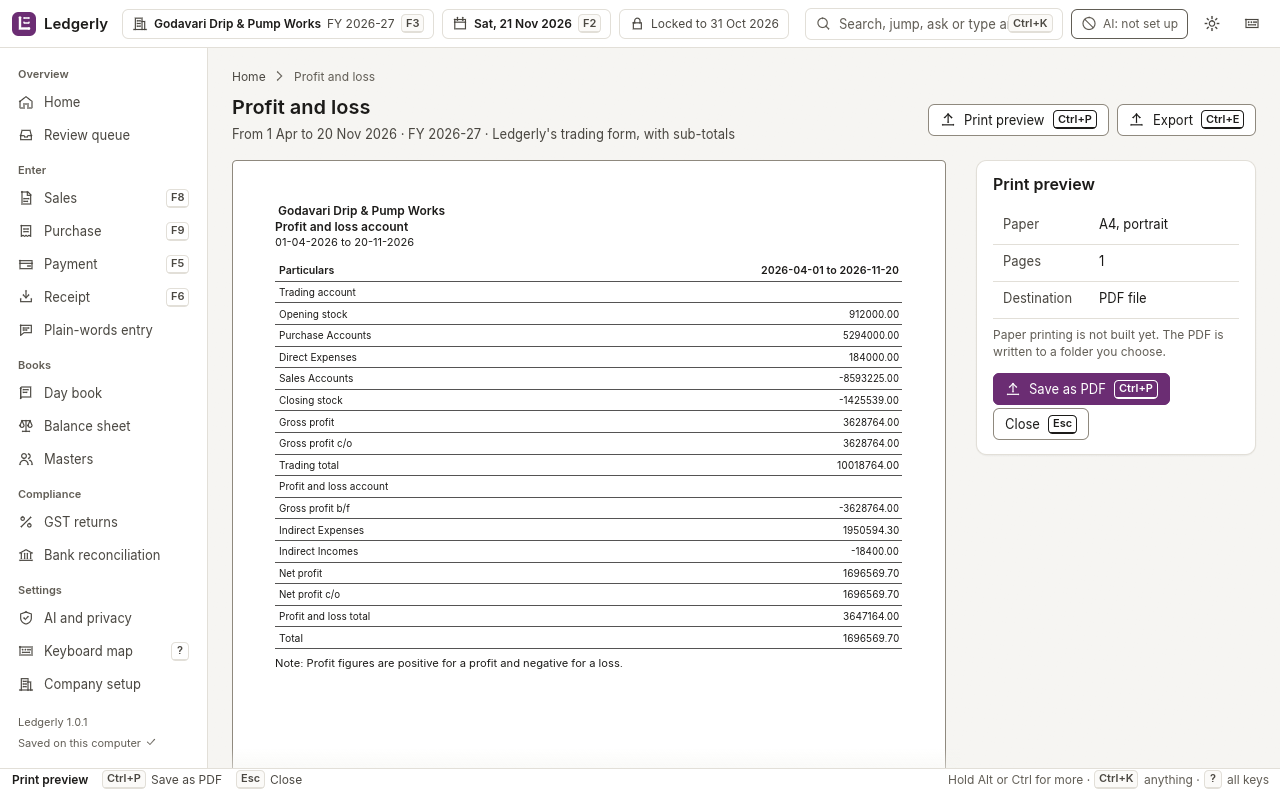 Ledgerly
Godavari Drip & Pump Works FY 2026-27 F3
Sat, 21 Nov 2026 F2
Locked to 31 Oct 2026
Search, jump, ask or type a Ctrl+K
AI: not set up
Overview
Home
Review queue
Enter
Sales F8
Purchase F9
Payment F5
Receipt F6
Plain-words entry
Books
Day book
Balance sheet
Masters
Compliance
GST returns
Bank reconciliation
Settings
AI and privacy
Keyboard map ?
Company setup
Ledgerly 1.0.1
Saved on this computer
Home > Profit and loss
Profit and loss
From 1 Apr to 20 Nov 2026 · FY 2026-27 · Ledgerly's trading form, with sub-totals
Print preview Ctrl+P
Export Ctrl+E
Godavari Drip & Pump Works
Profit and loss account
01-04-2026 to 20-11-2026
Particulars 2026-04-01 to 2026-11-20
Trading account
Opening stock 912000.00
Purchase Accounts 5294000.00
Direct Expenses 184000.00
Sales Accounts -8593225.00
Closing stock -1425539.00
Gross profit 3628764.00
Gross profit c/o 3628764.00
Trading total 10018764.00
Profit and loss account
Gross profit b/f -3628764.00
Indirect Expenses 1950594.30
Indirect Incomes -18400.00
Net profit 1696569.70
Net profit c/o 1696569.70
Profit and loss total 3647164.00
Total 1696569.70
Note: Profit figures are positive for a profit and negative for a loss.
Print preview
Paper A4, portrait
Pages 1
Destination PDF file
Paper printing is not built yet. The PDF is
written to a folder you choose.
Save as PDF Ctrl+P
Close Esc
Print preview Ctrl+P Save as PDF Esc Close
Hold Alt or Ctrl for more · Ctrl+K anything · ? all keys